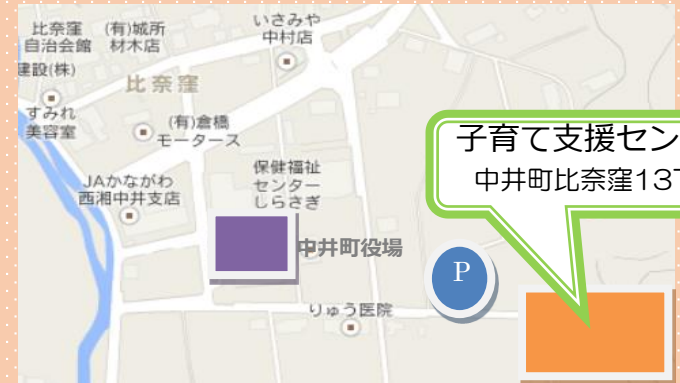 比奈窪
自治会館
(有)城所
材木店
いさみや
中村店
建設(株)
比奈窪
すみれ
美容室
(有)倉橋
モータース
子育て支援セン
中井町比奈窪13
JAかながわ
西湘中井支店
保健福祉
センター
しらさぎ
中井町役場
P
りゅう医院